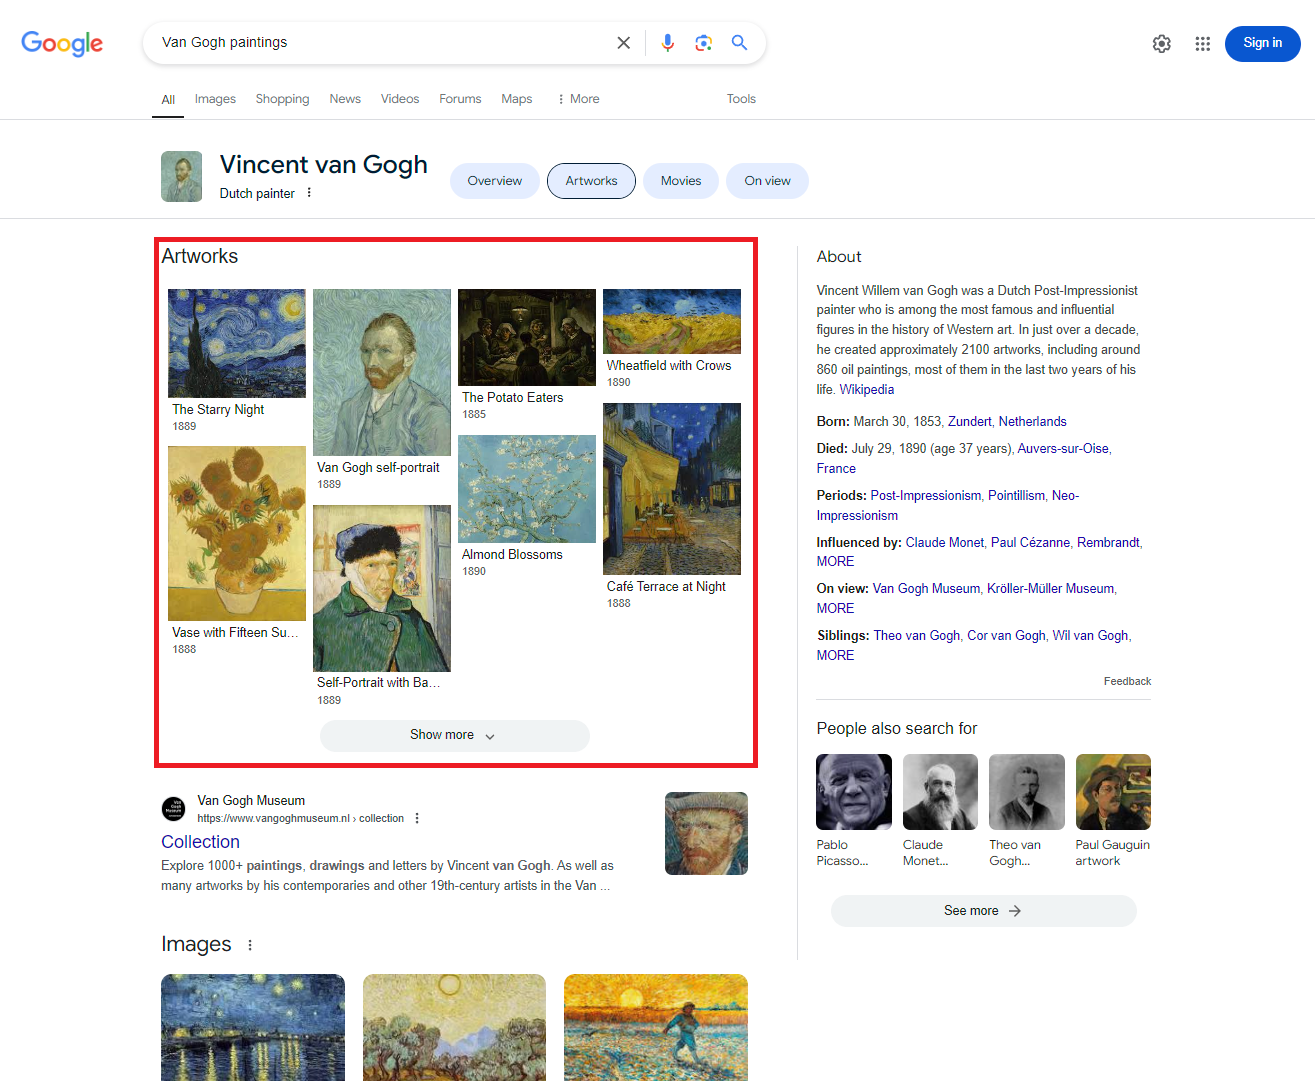 Google
Van Gogh paintings
Sign in
All
Images
Shopping
News
Videos
Forums
Maps
More
Tools
Vincent van Gogh
Dutch painter
Overview
Artworks
Movies
On view
Artworks
The Starry Night
1889
Van Gogh self-portrait
1889
The Potato Eaters
1885
Wheatfield with Crows
1890
Vase with Fifteen Su...
1888
Self-Portrait with Ba...
1889
Almond Blossoms
1890
Café Terrace at Night
1888
Show more
Van Gogh Museum
Van Gogh Museum
https://www.vangoghmuseum.nl › collection
Collection
Explore 1000+ paintings, drawings and letters by Vincent van Gogh. As well as
many artworks by his contemporaries and other 19th-century artists in the Van ...
Images
About
Vincent Willem van Gogh was a Dutch Post-Impressionist
painter who is among the most famous and influential
figures in the history of Western art. In just over a decade,
he created approximately 2100 artworks, including around
860 oil paintings, most of them in the last two years of his
life. Wikipedia
Born: March 30, 1853, Zundert, Netherlands
Died: July 29, 1890 (age 37 years), Auvers-sur-Oise,
France
Periods: Post-Impressionism, Pointillism, Neo-
Impressionism
Influenced by: Claude Monet, Paul Cézanne, Rembrandt,
MORE
On view: Van Gogh Museum, Kröller-Müller Museum,
MORE
Siblings: Theo van Gogh, Cor van Gogh, Wil van Gogh,
MORE
Feedback
People also search for
Pablo
Picasso...
Claude
Monet...
Theo van
Gogh...
Paul Gauguin
artwork
See more